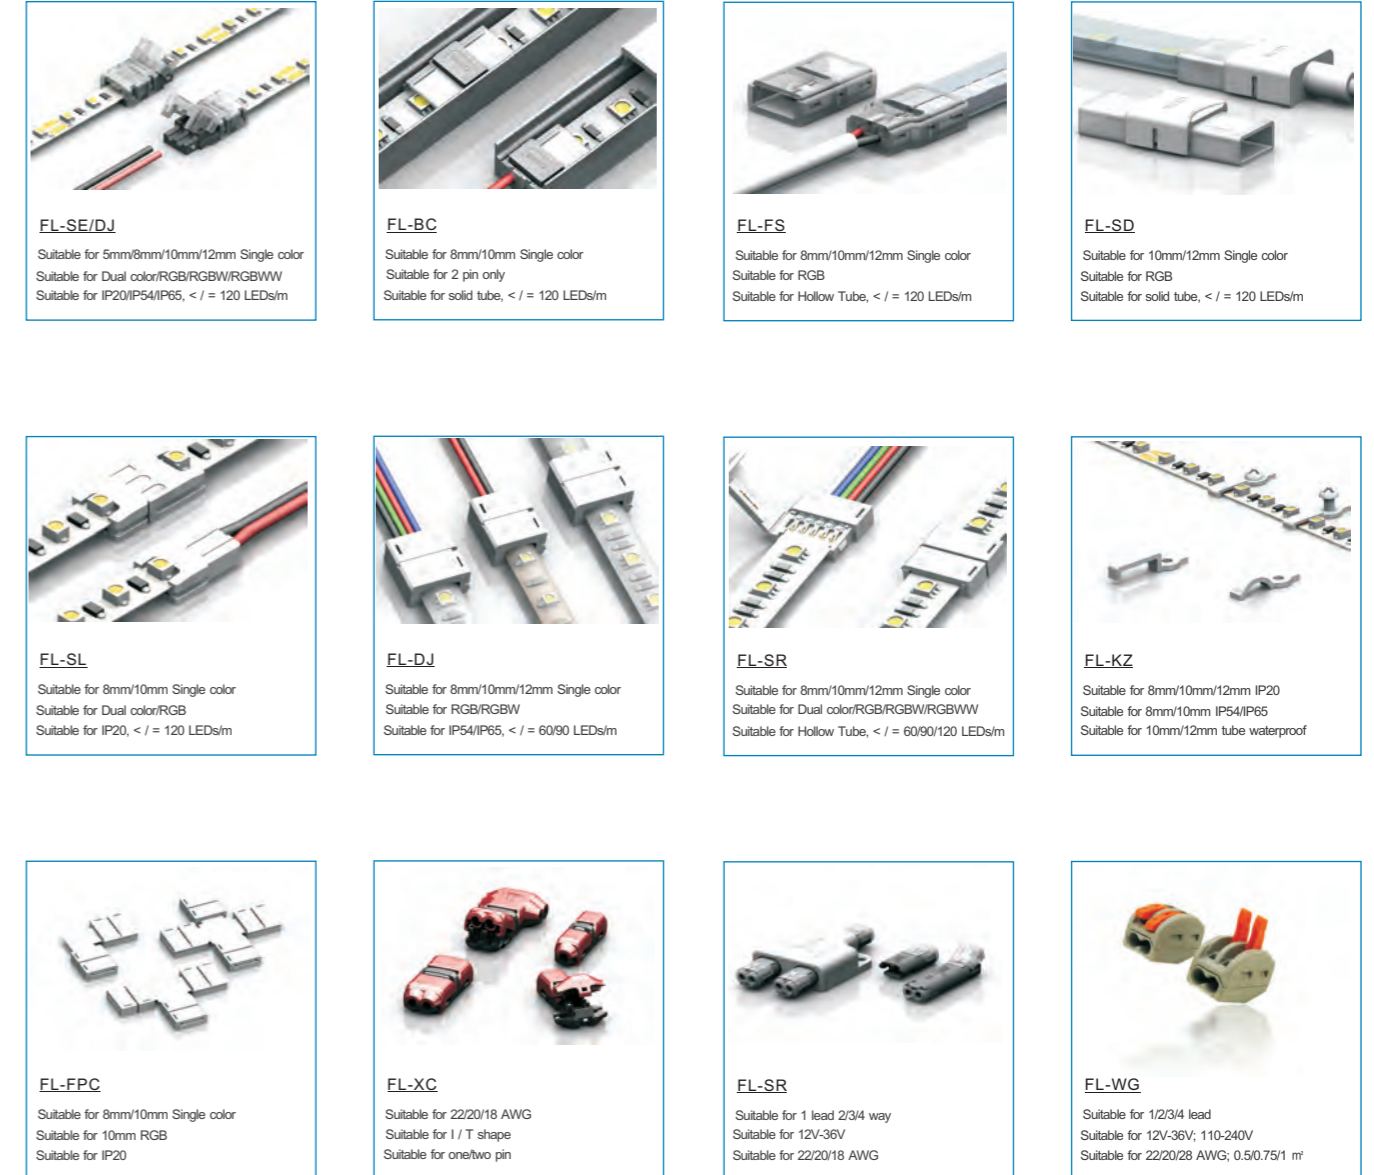 FL-SE/DJ
Suitable for 5mm/8mm/10mm/12mm Single color
Suitable for Dual color/RGB/RGBW/RGBWW
Suitable for IP20/IP54/IP65, < / = 120 LEDs/m
FL-BC
Suitable for 8mm/10mm Single color
Suitable for 2 pin only
Suitable for solid tube, < / = 120 LEDs/m
FL-FS
Suitable for 8mm/10mm/12mm Single color
Suitable for RGB
Suitable for Hollow Tube, < / = 120 LEDs/m
FL-SD
Suitable for 10mm/12mm Single color
Suitable for RGB
Suitable for solid tube, < / = 120 LEDs/m
FL-SL
Suitable for 8mm/10mm Single color
Suitable for Dual color/RGB
Suitable for IP20, < / = 120 LEDs/m
FL-DJ
Suitable for 8mm/10mm/12mm Single color
Suitable for RGB/RGBW
Suitable for IP54/IP65, < / = 60/90 LEDs/m
FL-SR
Suitable for 8mm/10mm/12mm Single color
Suitable for Dual color/RGB/RGBW/RGBWW
Suitable for Hollow Tube, < / = 60/90/120 LEDs/m
FL-KZ
Suitable for 8mm/10mm/12mm IP20
Suitable for 8mm/10mm IP54/IP65
Suitable for 10mm/12mm tube waterproof
FL-FPC
Suitable for 8mm/10mm Single color
Suitable for 10mm RGB
Suitable for IP20
FL-XC
Suitable for 22/20/18 AWG
Suitable for I / T shape
Suitable for one/two pin
FL-SR
Suitable for 1 lead 2/3/4 way
Suitable for 12V-36V
Suitable for 22/20/18 AWG
FL-WG
Suitable for 1/2/3/4 lead
Suitable for 12V-36V; 110-240V
Suitable for 22/20/28 AWG; 0.5/0.75/1 m²